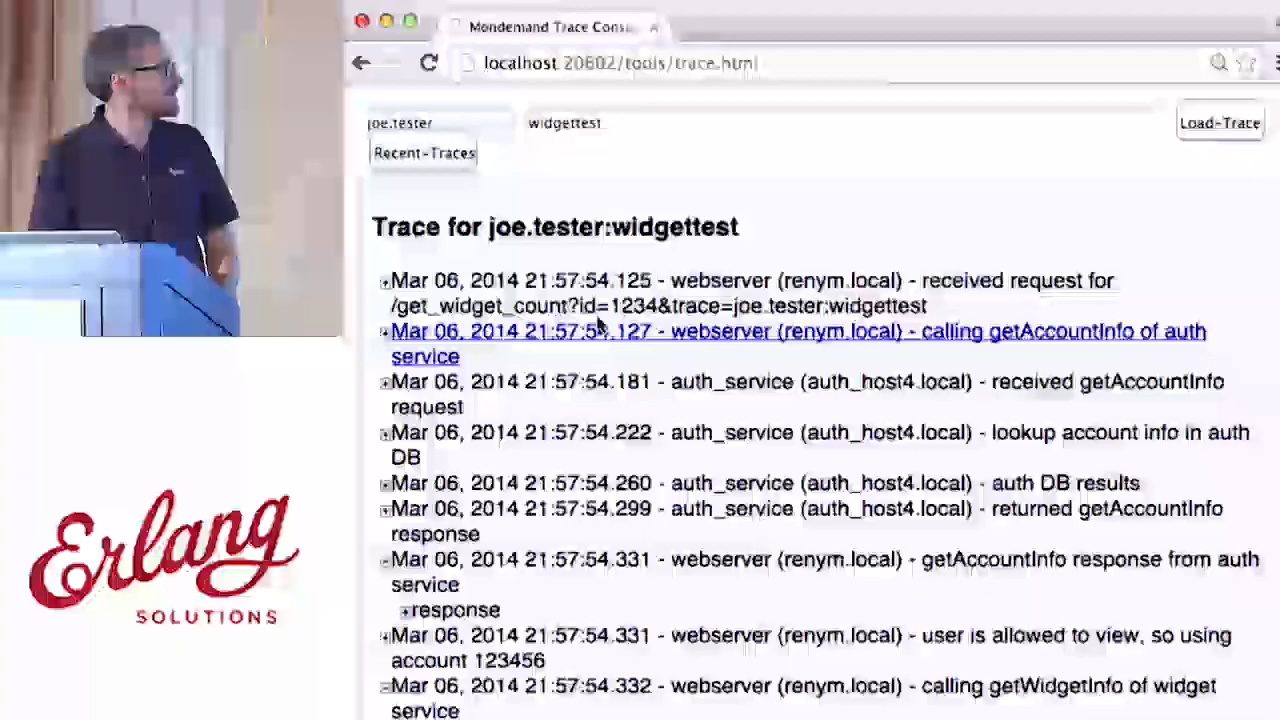 Mondemand Trace Consc
localhost:20602/tools/trace.html
joe.tester
widgettest
Load-Trace
Recent-Traces
Trace for joe.tester:widgettest
Mar 06, 2014 21:57:54.125 - webserver (renym.local) - received request for
/get_widget_count?id=1234&trace=joe.tester:widgettest
Mar 06, 2014 21:57:54.127 - webserver (renym.local) - calling getAccountInfo of auth
service
Mar 06, 2014 21:57:54.181 - auth_service (auth_host4.local) - received getAccountInfo
request
Mar 06, 2014 21:57:54.222 - auth_service (auth_host4.local) - lookup account info in auth
DB
Mar 06, 2014 21:57:54.260 - auth_service (auth_host4.local) - auth DB results
Mar 06, 2014 21:57:54.299 - auth_service (auth_host4.local) - returned getAccountInfo
response
Mar 06, 2014 21:57:54.331 - webserver (renym.local) - getAccountInfo response from auth
service
response
Mar 06, 2014 21:57:54.331 - webserver (renym.local) - user is allowed to view, so using
account 123456
Mar 06, 2014 21:57:54.332 - webserver (renym.local) - calling getWidgetInfo of widget
service
Erlang
SOLUTIONS